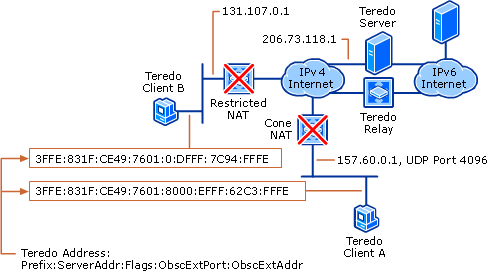 131.107.0.1
Teredo
Server
206.73.118.1
Teredo
Client B
IPv4
Internet
IPv6
Internet
Restricted
NAT
Cone
NAT
Teredo
Relay
3FFE:831F:CE49:7601:0:DFFF: 7C94:FFFE
157.60.0.1, UDP Port 4096
3FFE:831F:CE49:7601:8000:EFFF:62C3:FFFE
Teredo
Client A
Teredo Address:
Prefix:ServerAddr:Flags:ObscExtPort:ObscExtAddr